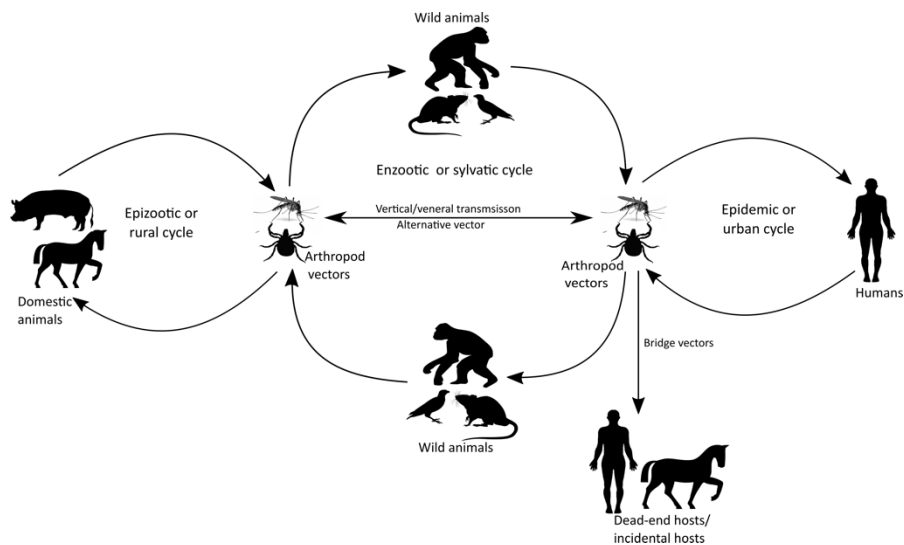 Wild animals
Enzootic or sylvatic cycle
Epizootic or
rural cycle
Vertical/veneral transmsisson
Alternative vector
Epidemic or
urban cycle
Arthropod
vectors
Arthropod
vectors
Domestic
animals
Humans
Bridge vectors
Wild animals
Dead-end hosts/
incidental hosts